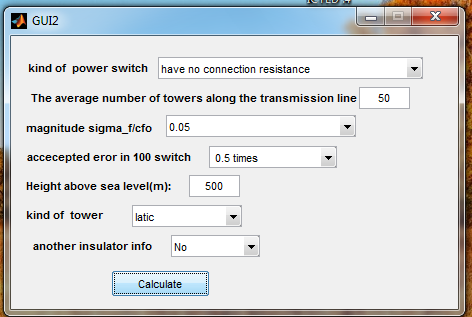 GUI2
kind of power switch have no connection resistance
The average number of towers along the transmission line 50
magnitude sigma_f/cfo 0.05
accecepted eror in 100 switch 0.5 times
Height above sea level(m): 500
kind of tower latic
another insulator info No
Calculate